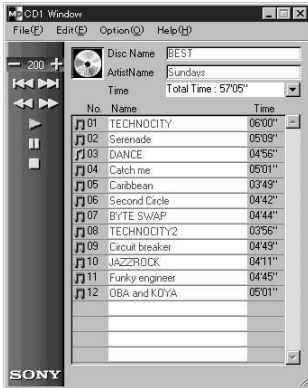 CD1 Window
File(F) Edit(E) Option(O) Help(H)
200
Disc Name BEST
ArtistName Sundays
Time Total Time : 57'05"
No. Name Time
01 TECHNOCITY 06'00"
02 Serenade 05'09"
03 DANCE 04'56"
04 Catch me 05'01"
05 Caribbean 03'49"
06 Second Circle 04'42"
07 BYTE SWAP 04'44"
08 TECHNOCITY2 03'56"
09 Circuit breaker 04'49"
10 JAZZROCK 04'11"
11 Funky engineer 04'45"
12 OBA and KOYA 05'01"
SONY